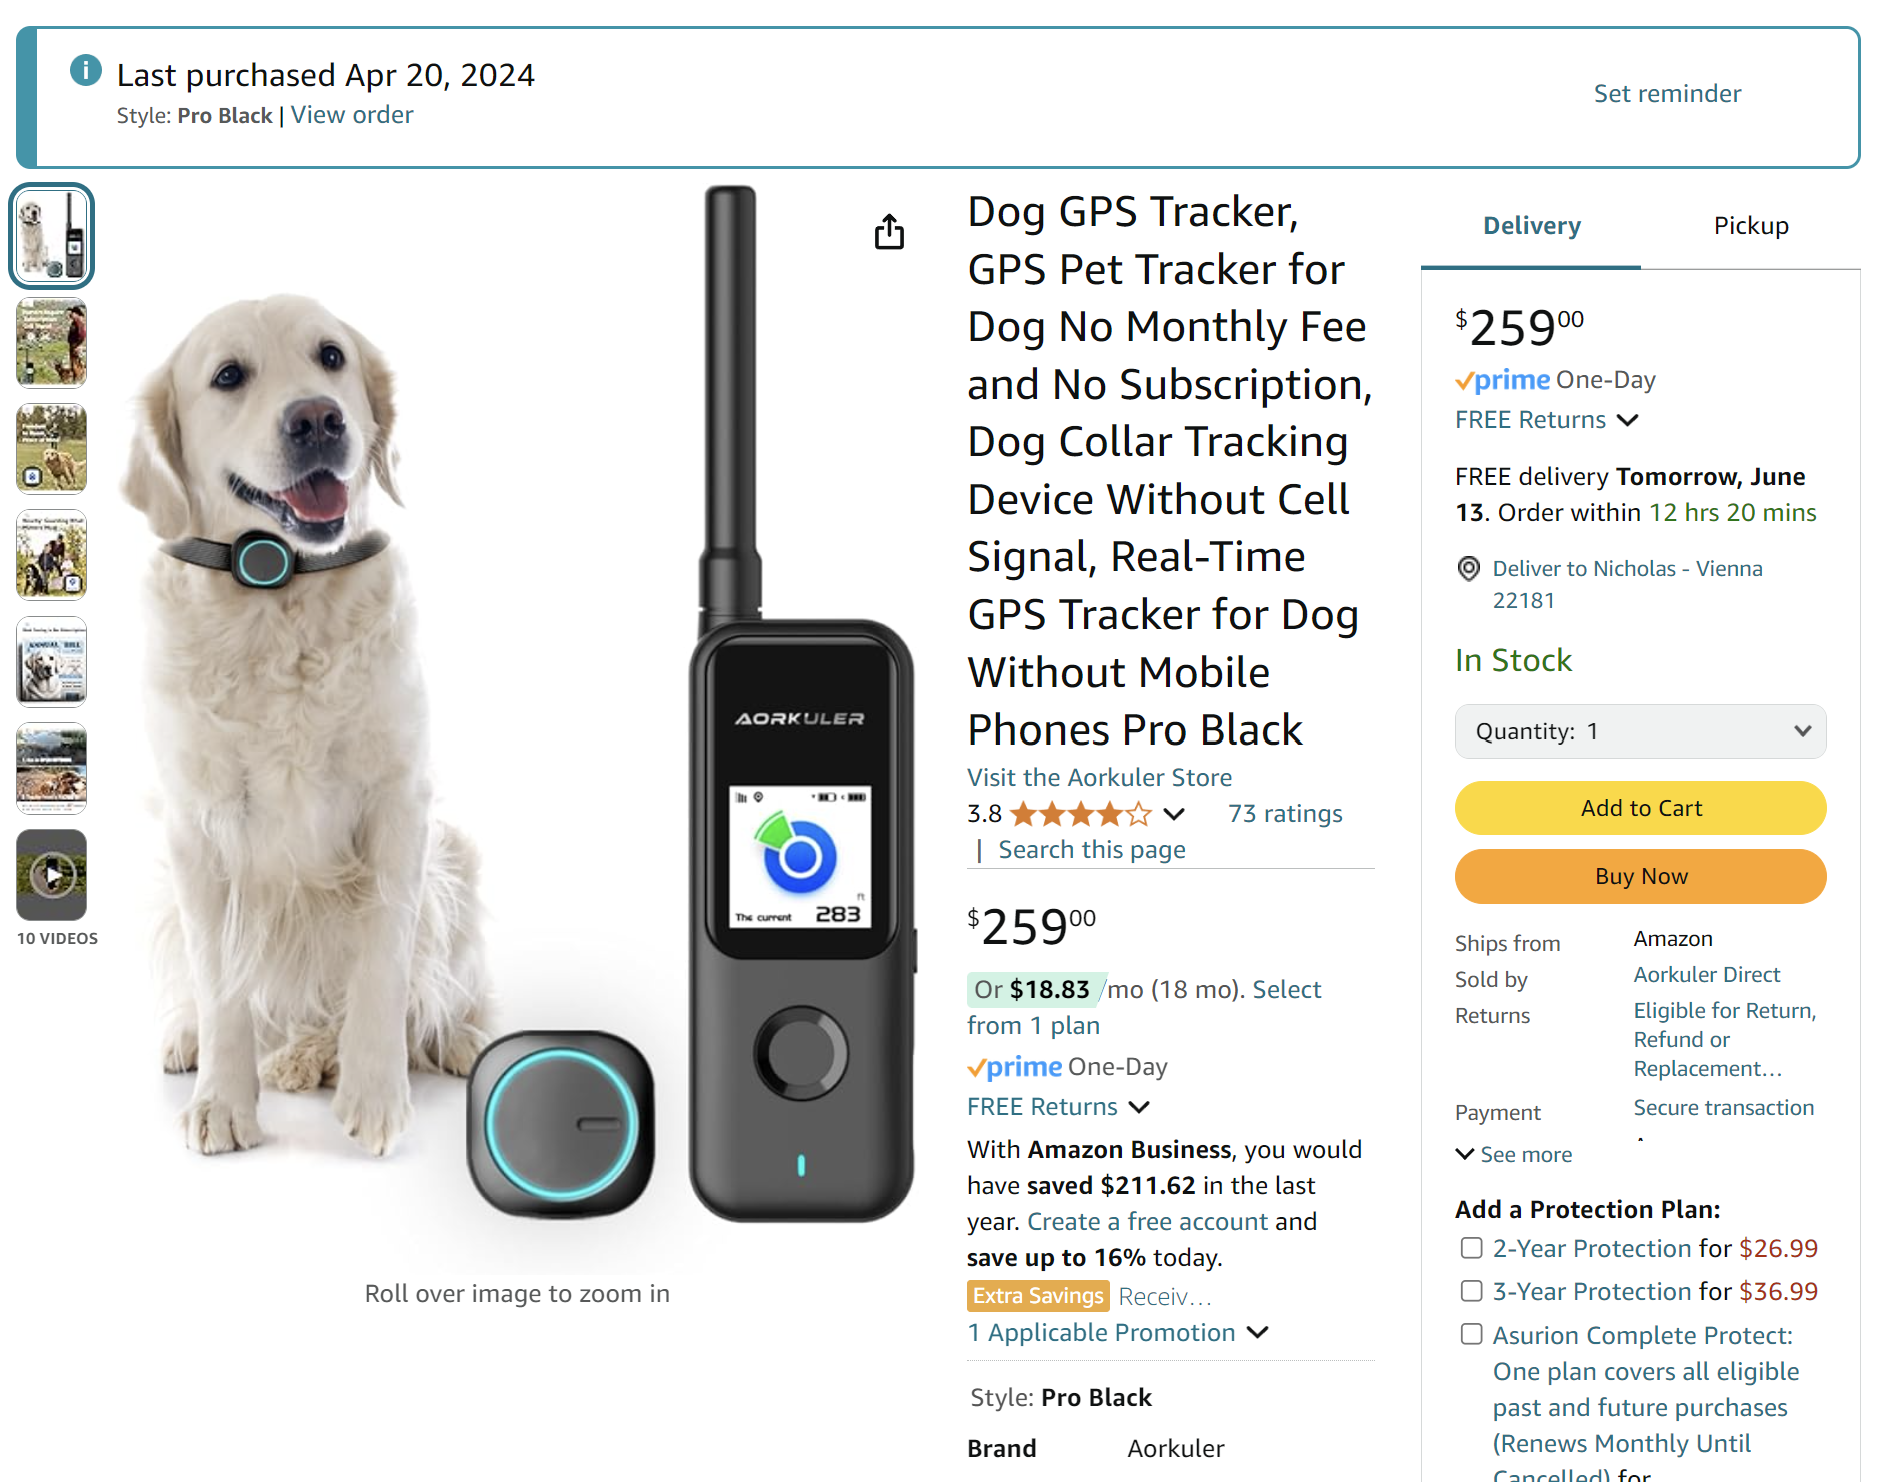 Last purchased Apr 20, 2024
Style: Pro Black | View order
Set reminder
10 VIDEOS
AORKULER
ft
The current 283
Roll over image to zoom in
Dog GPS Tracker,
GPS Pet Tracker for
Dog No Monthly Fee
and No Subscription,
Dog Collar Tracking
Device Without Cell
Signal, Real-Time
GPS Tracker for Dog
Without Mobile
Phones Pro Black
Visit the Aorkuler Store
3.8 73 ratings
| Search this page
$259 00
Or $18.83 /mo (18 mo). Select
from 1 plan
prime One-Day
FREE Returns
With Amazon Business, you would
have saved $211.62 in the last
year. Create a free account and
save up to 16% today.
Extra Savings Receiv…
1 Applicable Promotion
Style: Pro Black
Brand Aorkuler
Delivery Pickup
$259 00
prime One-Day
FREE Returns
FREE delivery Tomorrow, June
13. Order within 12 hrs 20 mins
Deliver to Nicholas - Vienna
22181
In Stock
Quantity: 1
Add to Cart
Buy Now
Ships from Amazon
Sold by Aorkuler Direct
Returns Eligible for Return,
Refund or
Replacement…
Payment Secure transaction
See more
Add a Protection Plan:
2-Year Protection for $26.99
3-Year Protection for $36.99
Asurion Complete Protect:
One plan covers all eligible
past and future purchases
(Renews Monthly Until
Cancelled) for